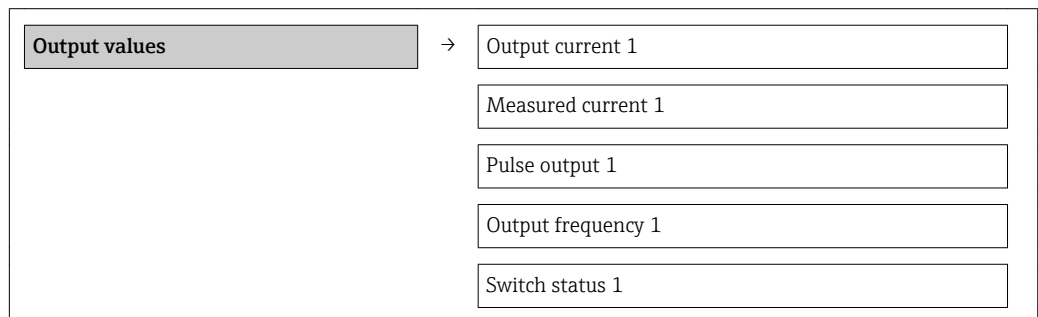 Output values → Output current 1
Measured current 1
Pulse output 1
Output frequency 1
Switch status 1